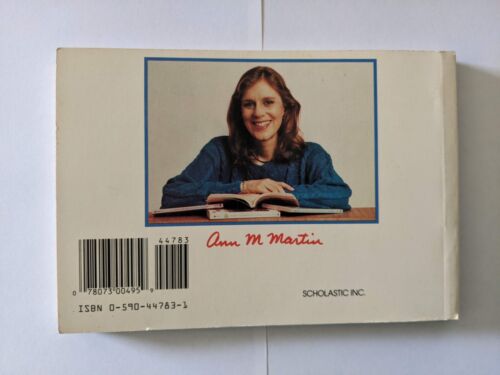 Ann M Martin
44783
0 78073 00495 9
ISBN 0-590-44783-1
SCHOLASTIC INC.